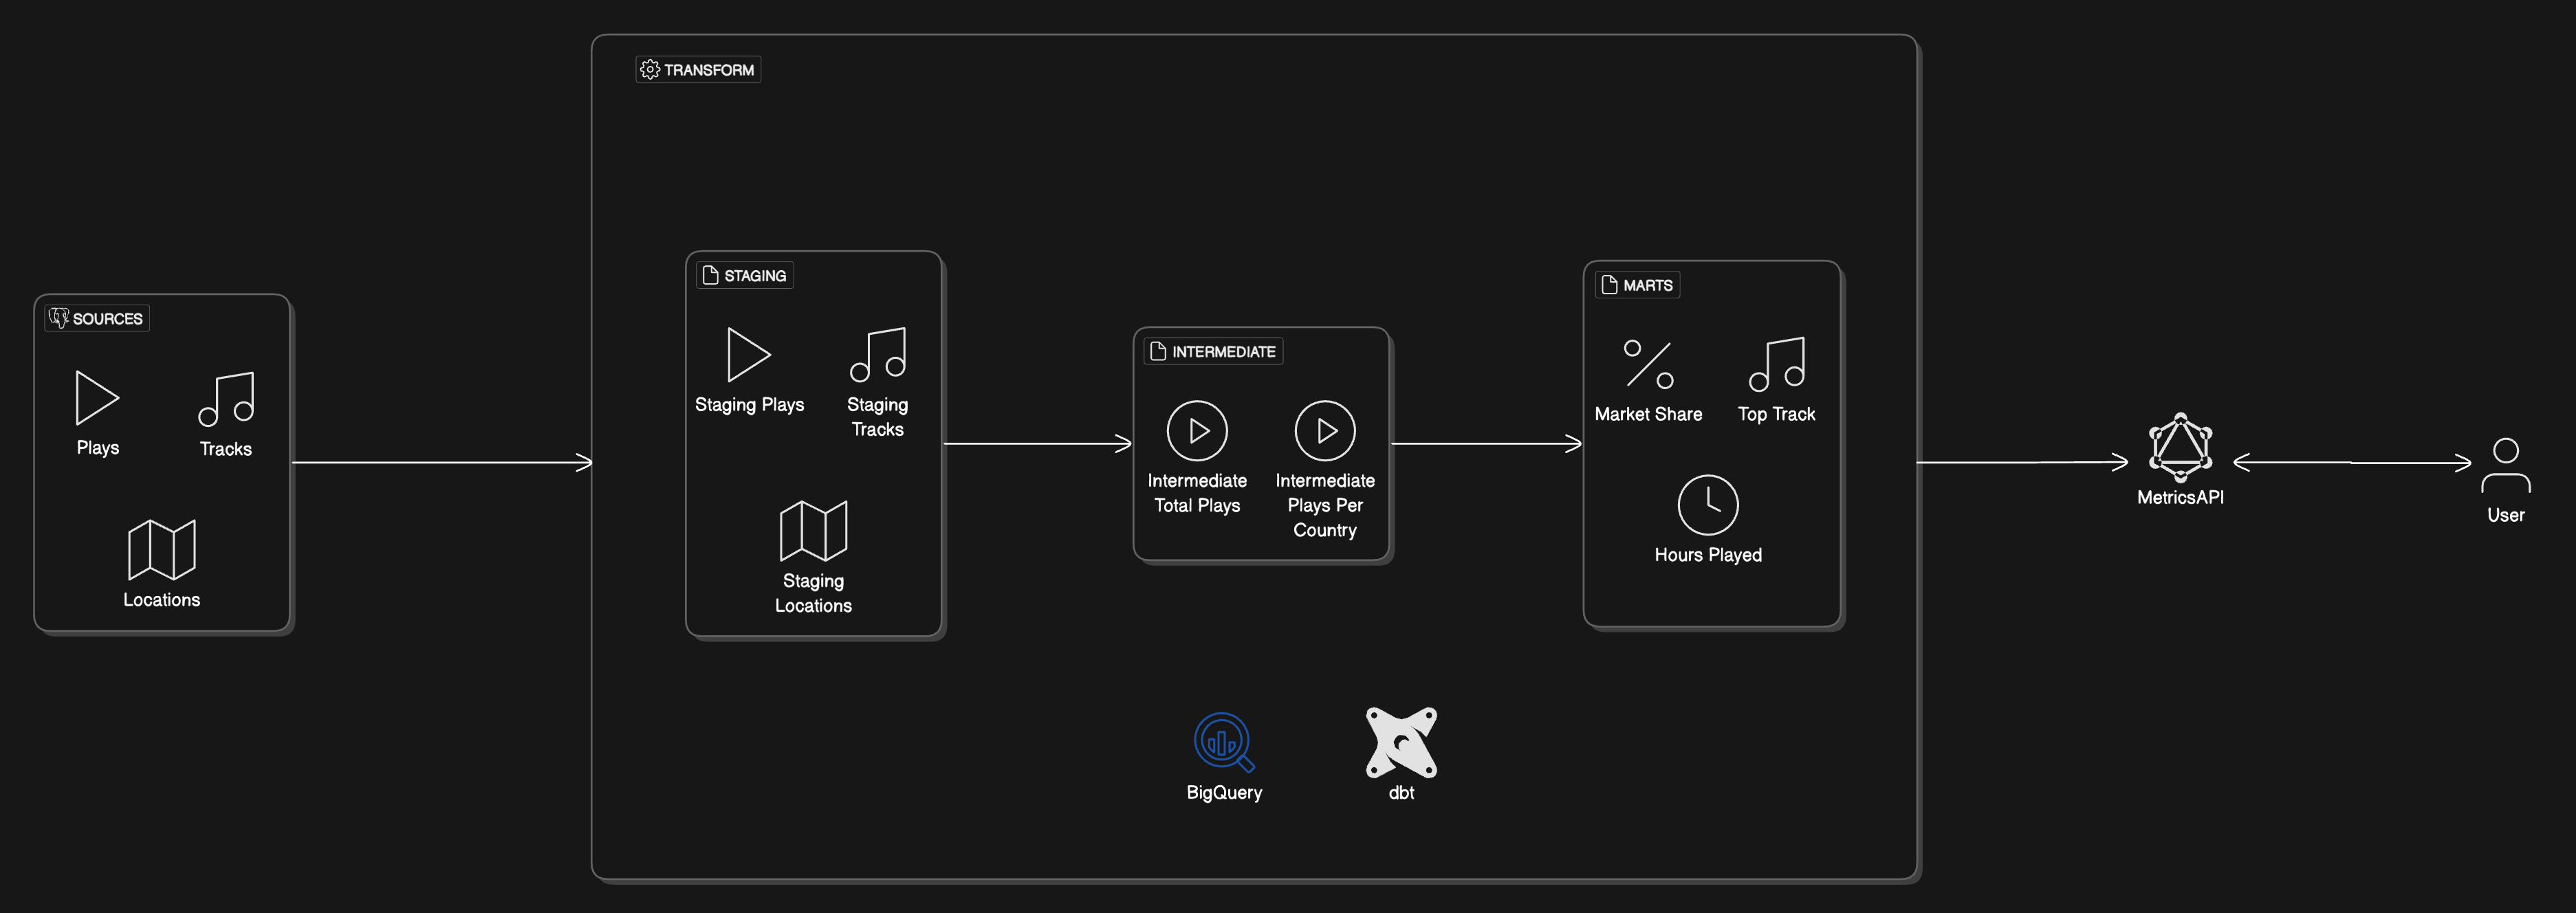 TRANSFORM
SOURCES
Plays
Tracks
Locations
STAGING
Staging Plays
Staging
Tracks
Staging
Locations
INTERMEDIATE
Intermediate
Total Plays
Intermediate
Plays Per
Country
MARTS
Market Share
Top Track
Hours Played
BigQuery
dbt
MetricsAPI
User